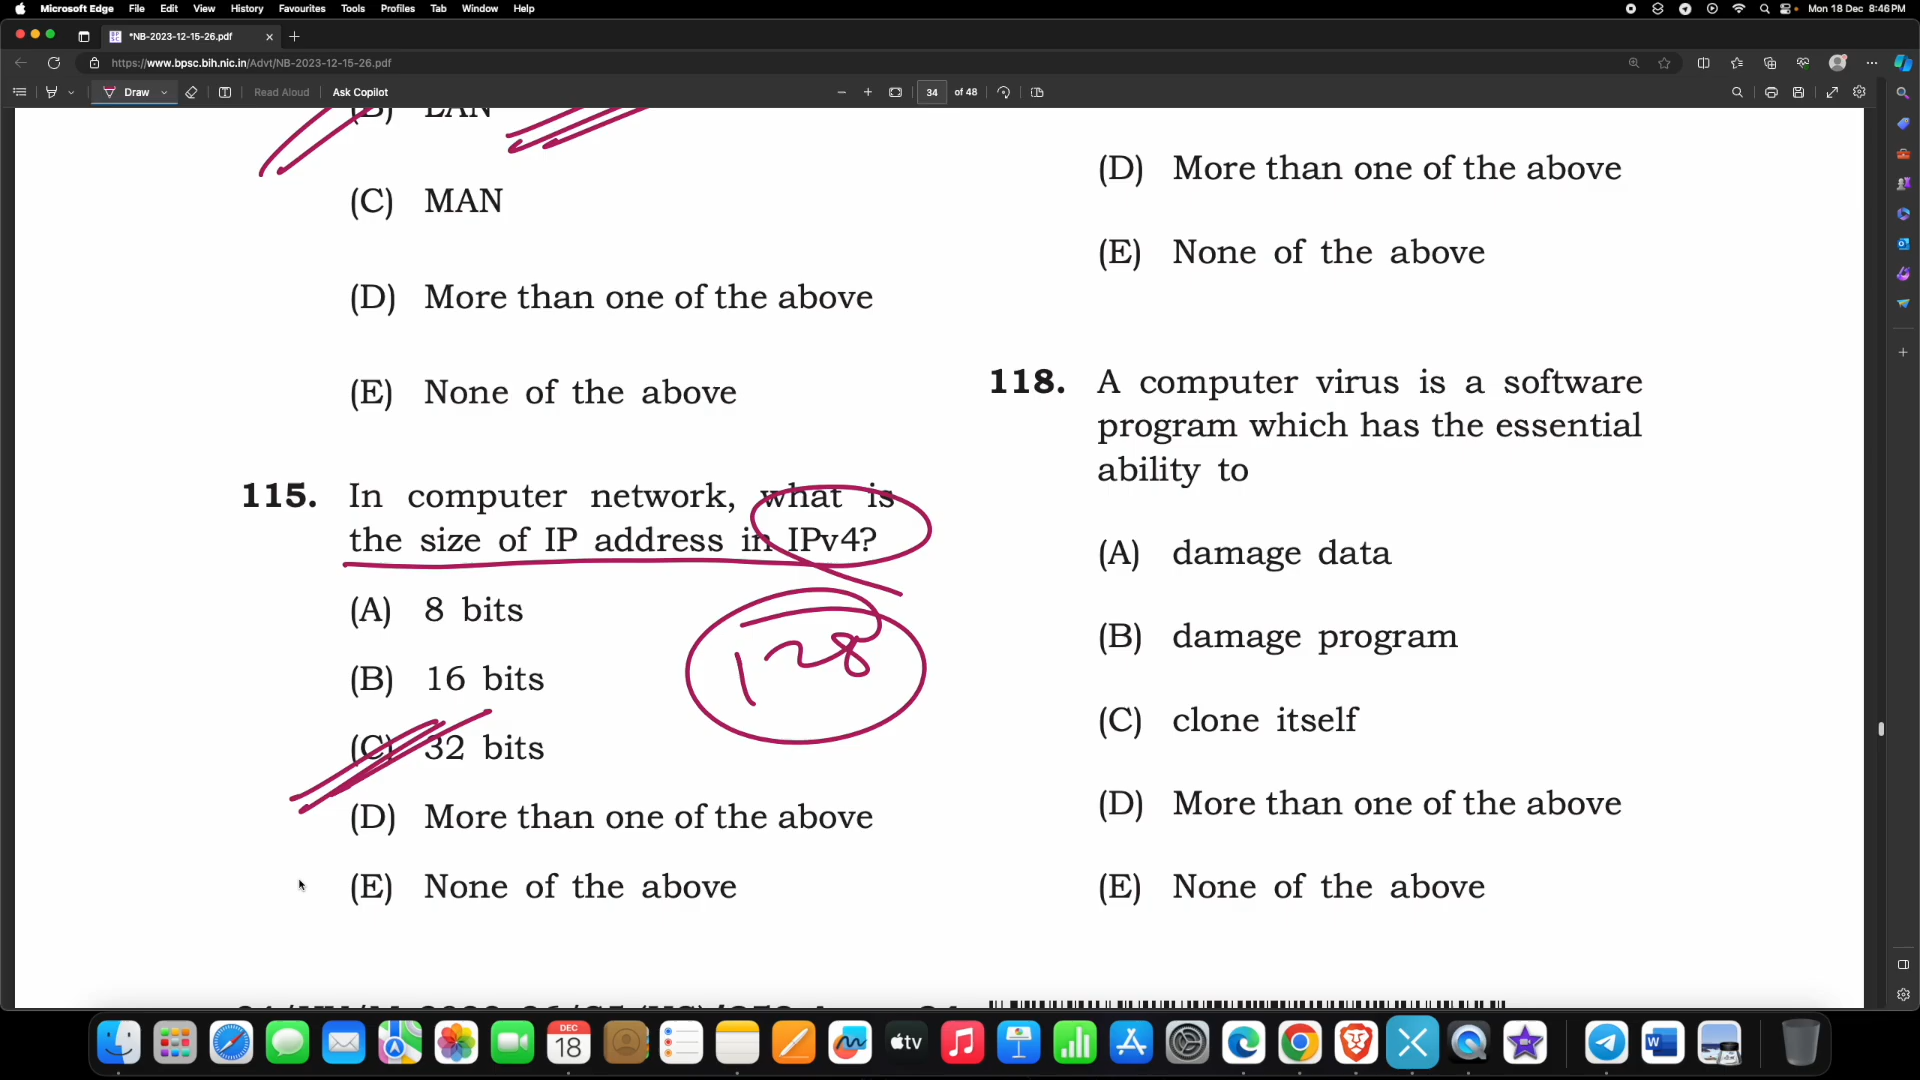 Microsoft Edge File Edit View History Favourites Tools Profiles Tab Window Help
Mon 18 Dec 8:46 PM
*NB-2023-12-15-26.pdf
https://www.bpsc.bih.nic.in/Advt/NB-2023-12-15-26.pdf
Draw
Read Aloud
Ask Copilot
34 of 48
(B) LAN
(C) MAN
(D) More than one of the above
(E) None of the above
115. In computer network, what is
the size of IP address in IPv4?
128
(A) 8 bits
(B) 16 bits
(C) 32 bits
(D) More than one of the above
(E) None of the above
(D) More than one of the above
(E) None of the above
118. A computer virus is a software
program which has the essential
ability to
(A) damage data
(B) damage program
(C) clone itself
(D) More than one of the above
(E) None of the above
DEC
18
tv
W